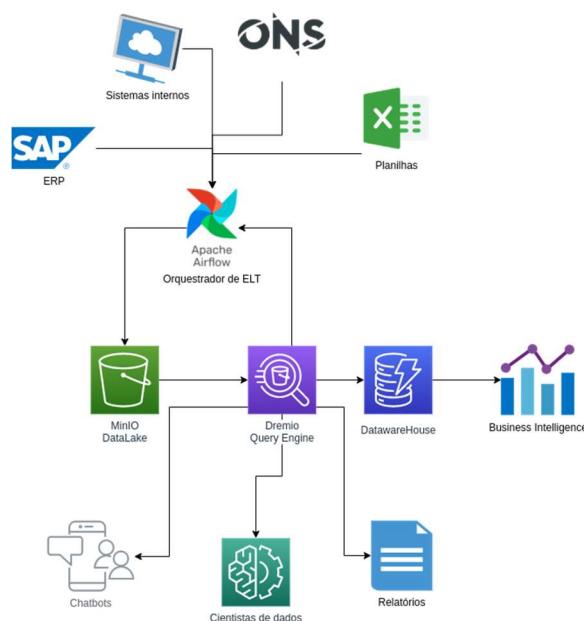 ONS
Sistemas internos
SAP
®
ERP
X
Planilhas
Apache
Airflow
Orquestrador de ELT
MinIO
DataLake
Dremio
Query Engine
DatawareHouse
Business Intelligence
Chatbots
Cientistas de dados
Relatórios